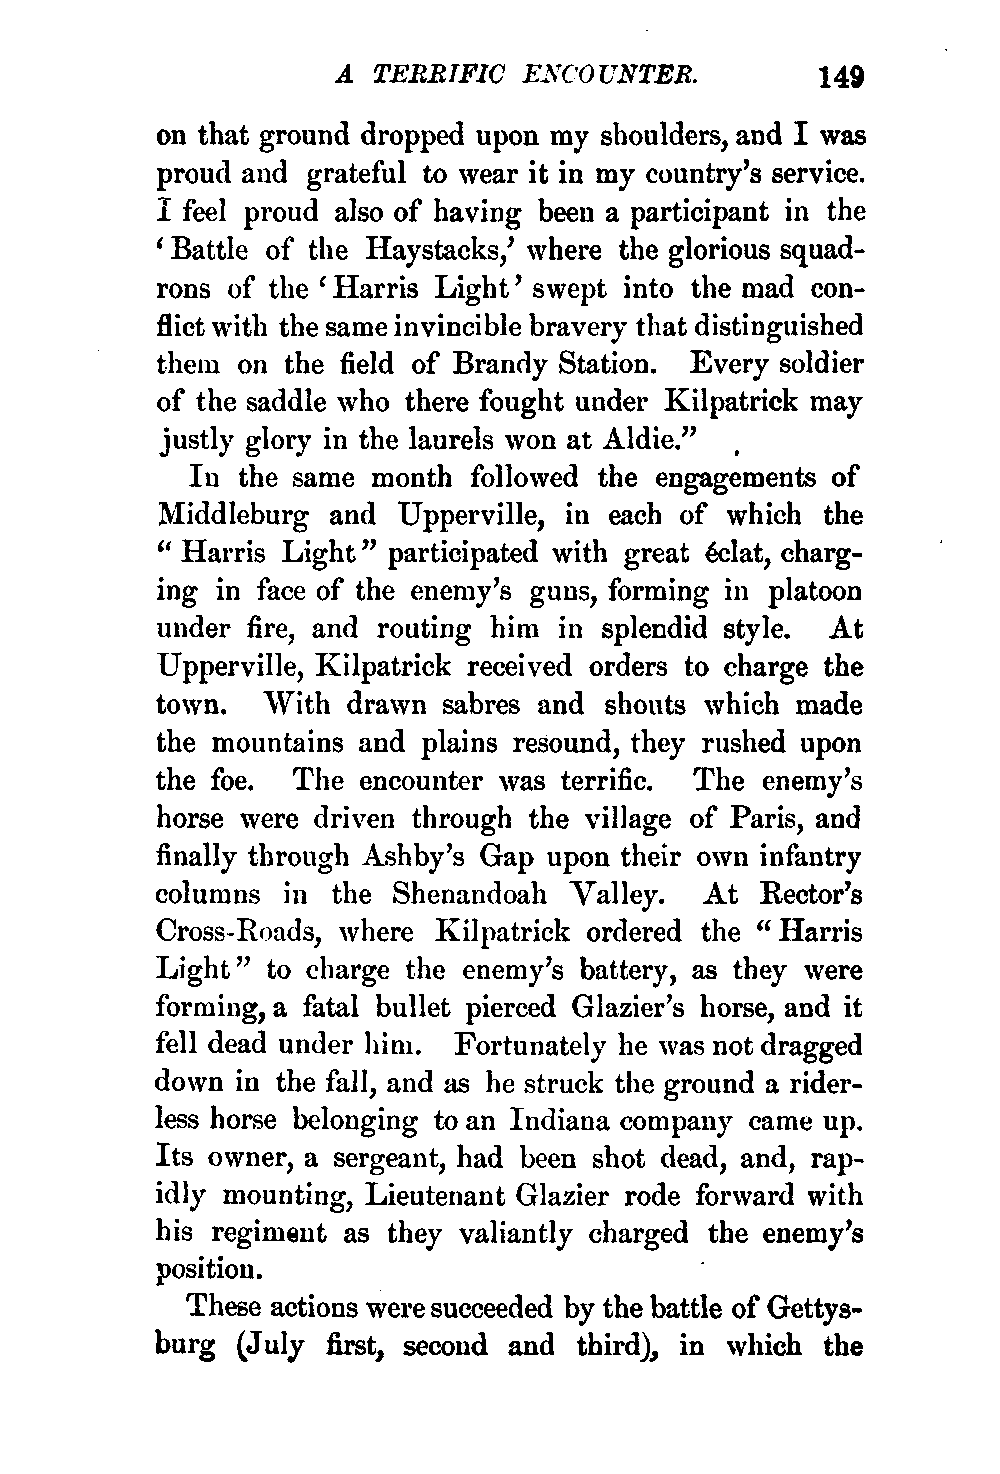 A TERRIFIC ENCOUNTER. 149
on that ground dropped upon my shoulders, and I was
proud and grateful to wear it in my country's service.
I feel proud also of having been a participant in the
‘Battle of the Haystacks,’ where the glorious squad-
rons of the ‘Harris Light’ swept into the mad con-
flict with the same invincible bravery that distinguished
them on the field of Brandy Station. Every soldier
of the saddle who there fought under Kilpatrick may
justly glory in the laurels won at Aldie.”
In the same month followed the engagements of
Middleburg and Upperville, in each of which the
“Harris Light” participated with great éclat, charg-
ing in face of the enemy's guns, forming in platoon
under fire, and routing him in splendid style. At
Upperville, Kilpatrick received orders to charge the
town. With drawn sabres and shouts which made
the mountains and plains resound, they rushed upon
the foe. The encounter was terrific. The enemy's
horse were driven through the village of Paris, and
finally through Ashby's Gap upon their own infantry
columns in the Shenandoah Valley. At Rector's
Cross-Roads, where Kilpatrick ordered the “Harris
Light” to charge the enemy's battery, as they were
forming, a fatal bullet pierced Glazier's horse, and it
fell dead under him. Fortunately he was not dragged
down in the fall, and as he struck the ground a rider-
less horse belonging to an Indiana company came up.
Its owner, a sergeant, had been shot dead, and, rap-
idly mounting, Lieutenant Glazier rode forward with
his regiment as they valiantly charged the enemy's
position.
These actions were succeeded by the battle of Gettys-
burg (July first, second and third), in which the